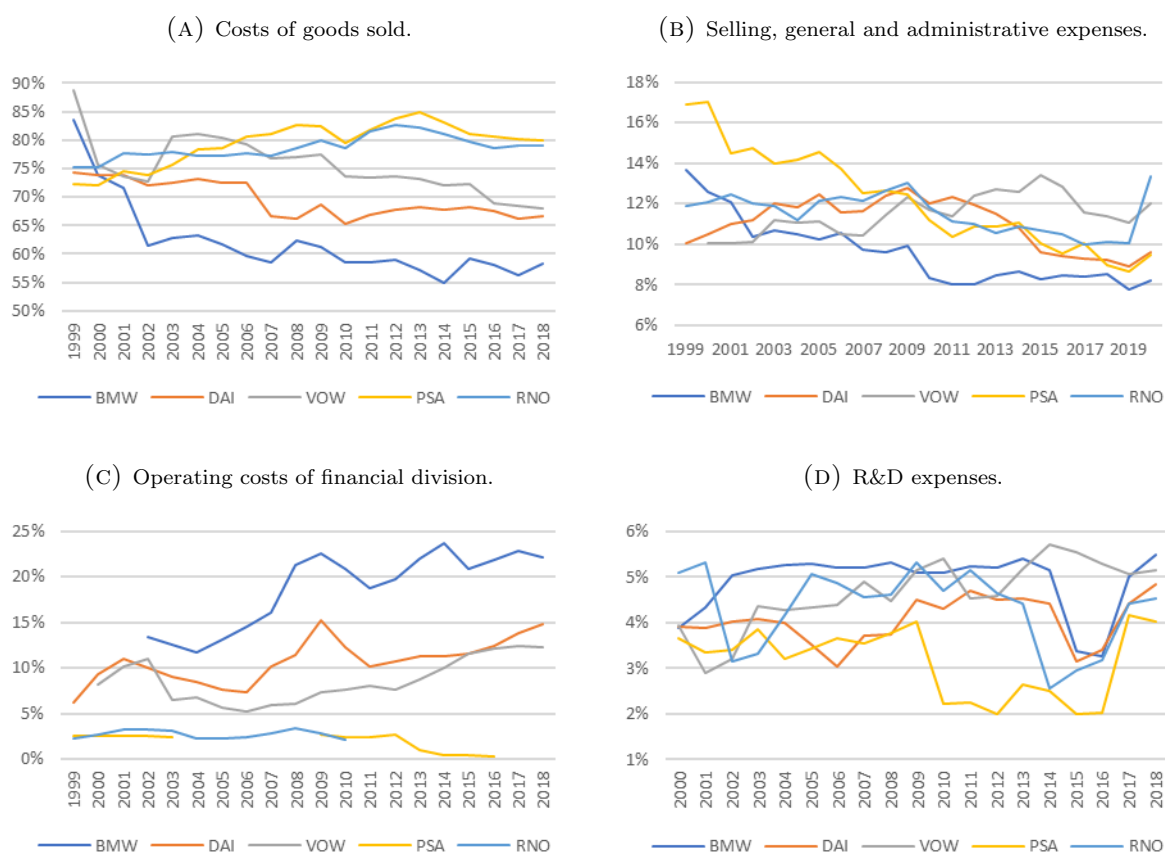 (A) Costs of goods sold.
90%
85%
80%
75%
70%
65%
60%
55%
50%
1999 2000 2001 2002 2003 2004 2005 2006 2007 2008 2009 2010 2011 2012 2013 2014 2015 2016 2017 2018
BMW DAI VOW PSA RNO
(B) Selling, general and administrative expenses.
18%
16%
14%
12%
10%
8%
6%
1999 2001 2003 2005 2007 2009 2011 2013 2015 2017 2019
BMW DAI VOW PSA RNO
(C) Operating costs of financial division.
25%
20%
15%
10%
5%
0%
1999 2000 2001 2002 2003 2004 2005 2006 2007 2008 2009 2010 2011 2012 2013 2014 2015 2016 2017 2018
BMW DAI VOW PSA RNO
(D) R&D expenses.
6%
5%
4%
3%
2%
1%
2000 2001 2002 2003 2004 2005 2006 2007 2008 2009 2010 2011 2012 2013 2014 2015 2016 2017 2018
BMW DAI VOW PSA RNO